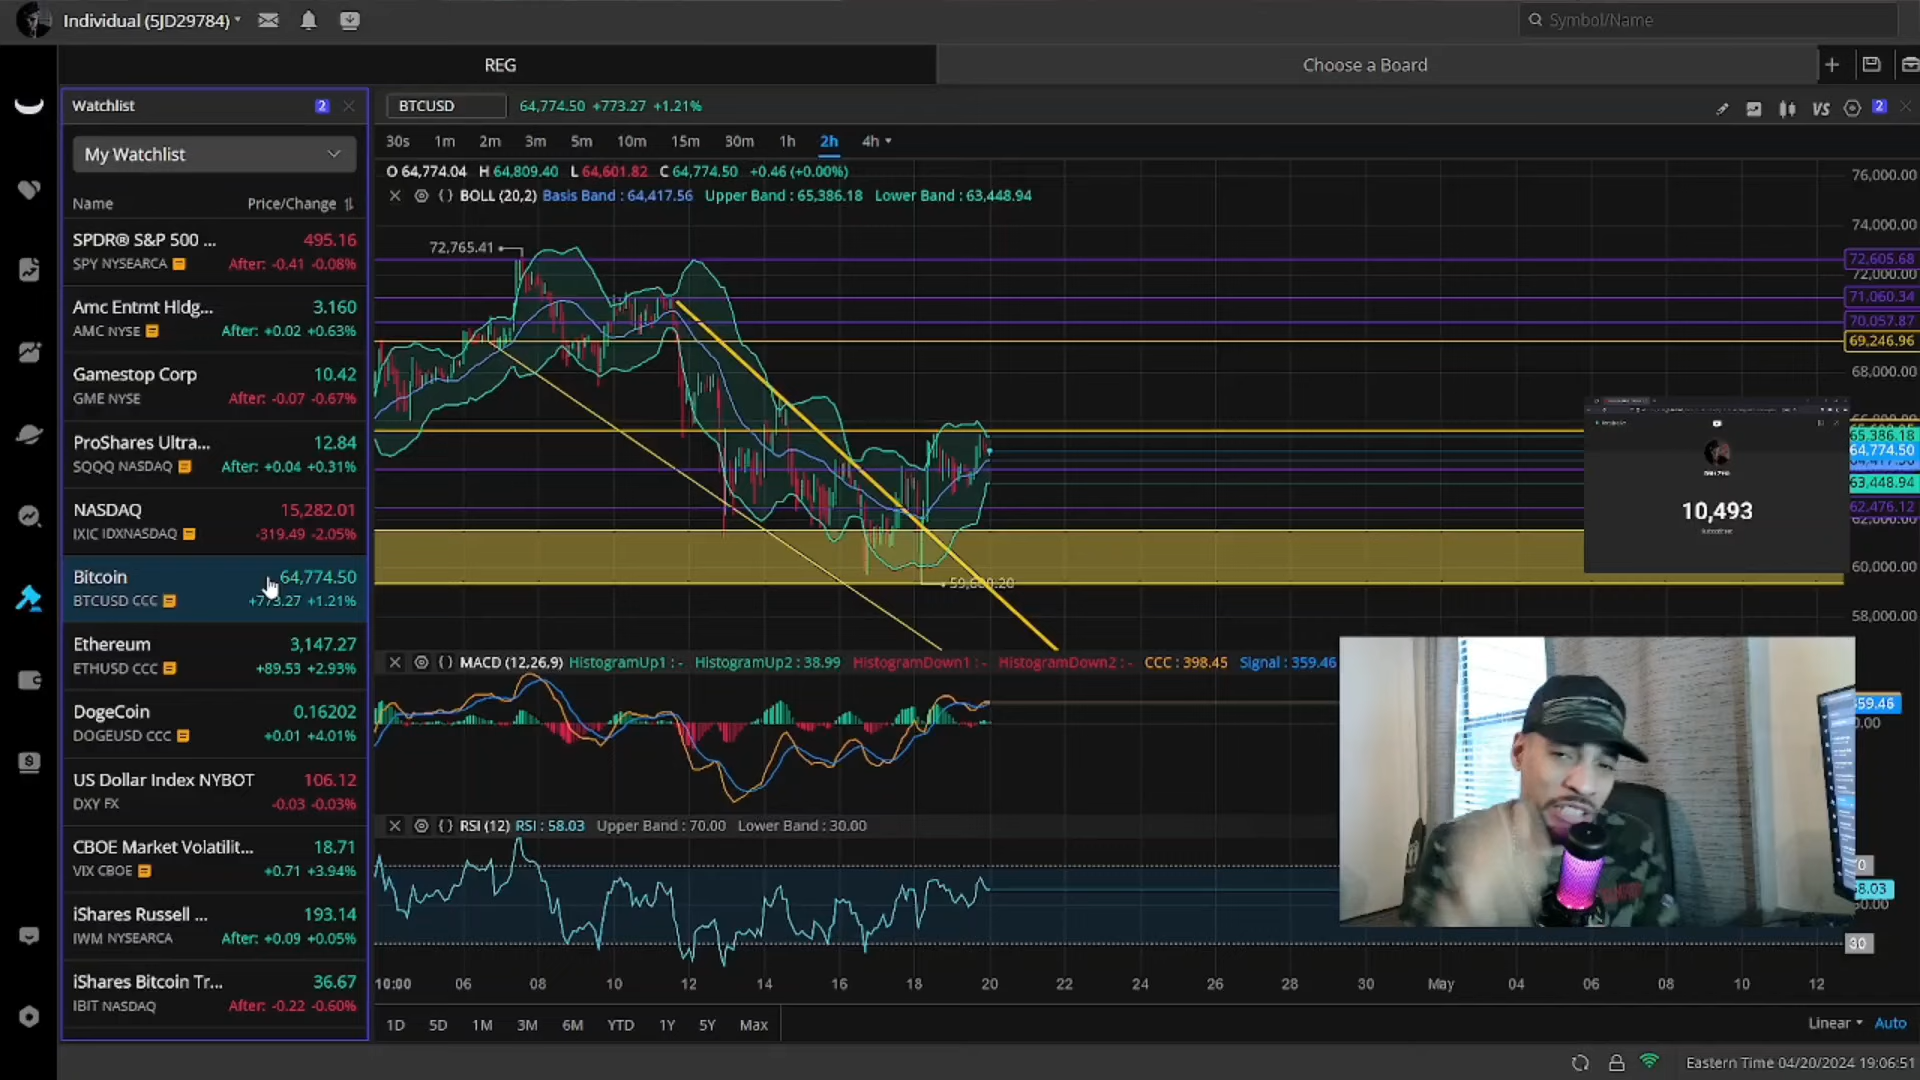 Individual (5JD29784)
Symbol/Name
REG
Choose a Board
Watchlist
2
My Watchlist
Name
Price/Change
SPDR® S&P 500 ...
495.16
SPY NYSEARCA
After: -0.41 -0.08%
Amc Entmt Hldg...
3.160
AMC NYSE
After: +0.02 +0.63%
Gamestop Corp
10.42
GME NYSE
After: -0.07 -0.67%
ProShares Ultra...
12.84
SQQQ NASDAQ
After: +0.04 +0.31%
NASDAQ
15,282.01
IXIC IDXNASDAQ
-319.49 -2.05%
Bitcoin
64,774.50
BTCUSD CCC
+773.27 +1.21%
Ethereum
3,147.27
ETHUSD CCC
+89.53 +2.93%
DogeCoin
0.16202
DOGEUSD CCC
+0.01 +4.01%
US Dollar Index NYBOT
106.12
DXY FX
-0.03 -0.03%
CBOE Market Volatilit...
18.71
VIX CBOE
+0.71 +3.94%
iShares Russell ...
193.14
IWM NYSEARCA
After: +0.09 +0.05%
iShares Bitcoin Tr...
36.67
IBIT NASDAQ
After: -0.22 -0.60%
BTCUSD
64,774.50 +773.27 +1.21%
VS
2
30s 1m 2m 3m 5m 10m 15m 30m 1h 2h 4h
O 64,774.04 H 64,809.40 L 64,601.82 C 64,774.50 +0.46 (+0.00%)
BOLL (20,2) Basis Band : 64,417.56 Upper Band : 65,386.18 Lower Band : 63,448.94
72,765.41
59,600.20
76,000.00
74,000.00
72,605.68
72,000.00
71,060.34
70,057.87
69,246.96
68,000.00
65,386.18
64,774.50
63,448.94
62,476.12
62,000.00
60,000.00
58,000.00
10,493
MACD (12,26,9) HistogramUp1 : - HistogramUp2 : 38.99 HistogramDown1 : - HistogramDown2 : - CCC : 398.45 Signal : 359.46
RSI (12) RSI : 58.03 Upper Band : 70.00 Lower Band : 30.00
30
10:00 06 08 10 12 14 16 18 20 22 24 26 28 30 May 04 06 08 10 12
1D 5D 1M 3M 6M YTD 1Y 5Y Max
Linear
Auto
Eastern Time 04/20/2024 19:06:51